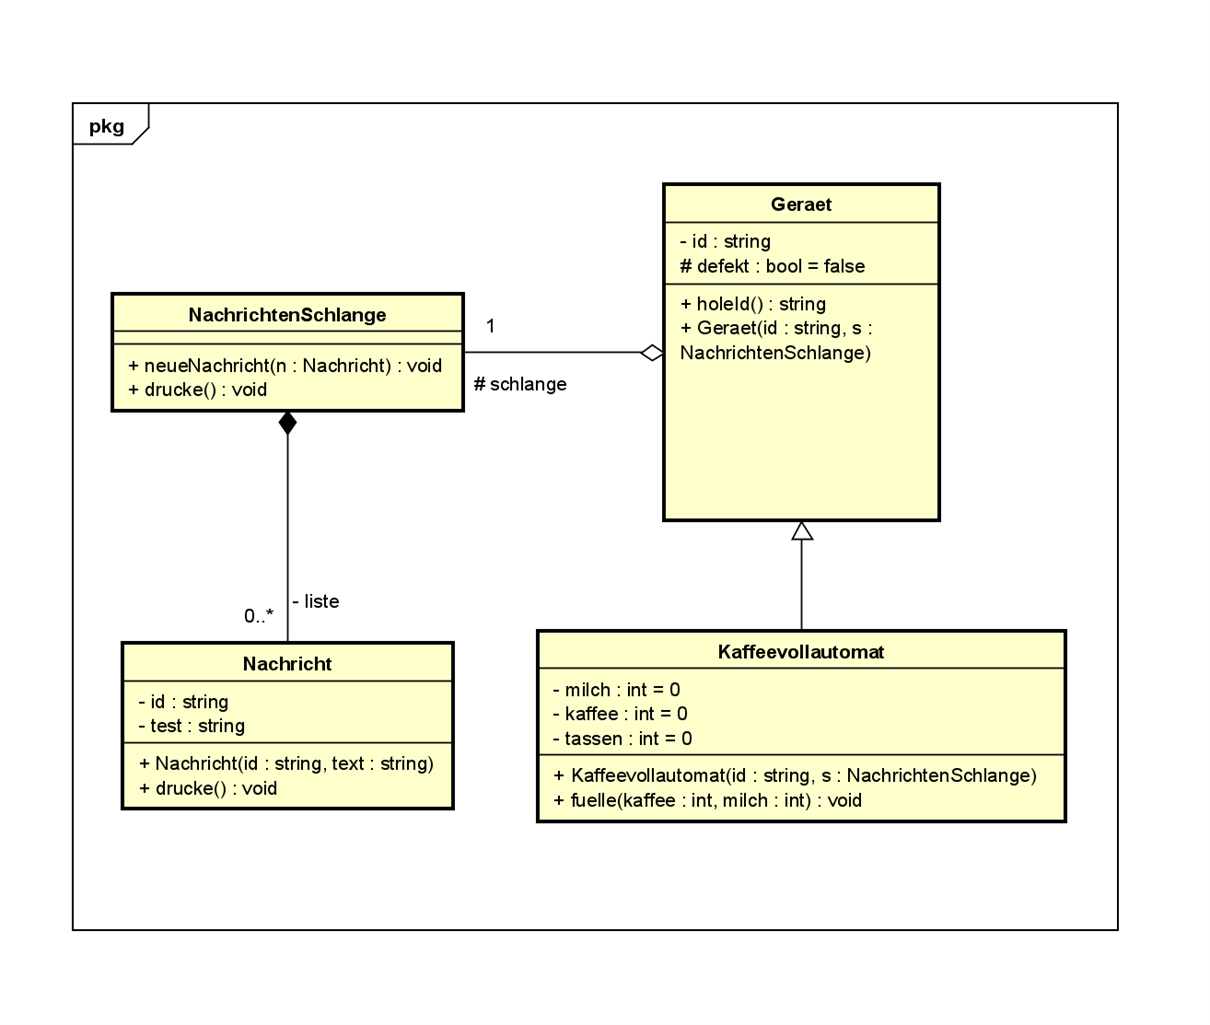 pkg
Geraet
- id : string
# defekt : bool = false
+ holeId() : string
+ Geraet(id : string, s :
NachrichtenSchlange)
NachrichtenSchlange
+ neueNachricht(n : Nachricht) : void
+ drucke() : void
1
# schlange
0..*
- liste
Nachricht
- id : string
- test : string
+ Nachricht(id : string, text : string)
+ drucke() : void
Kaffeevollautomat
- milch : int = 0
- kaffee : int = 0
- tassen : int = 0
+ Kaffeevollautomat(id : string, s : NachrichtenSchlange)
+ fuelle(kaffee : int, milch : int) : void